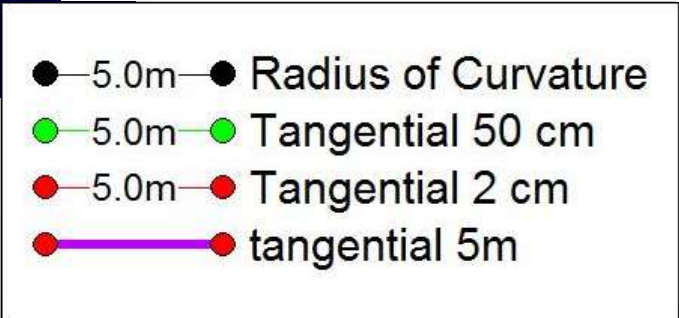 5.0m Radius of Curvature
5.0m Tangential 50 cm
5.0m Tangential 2 cm
tangential 5m